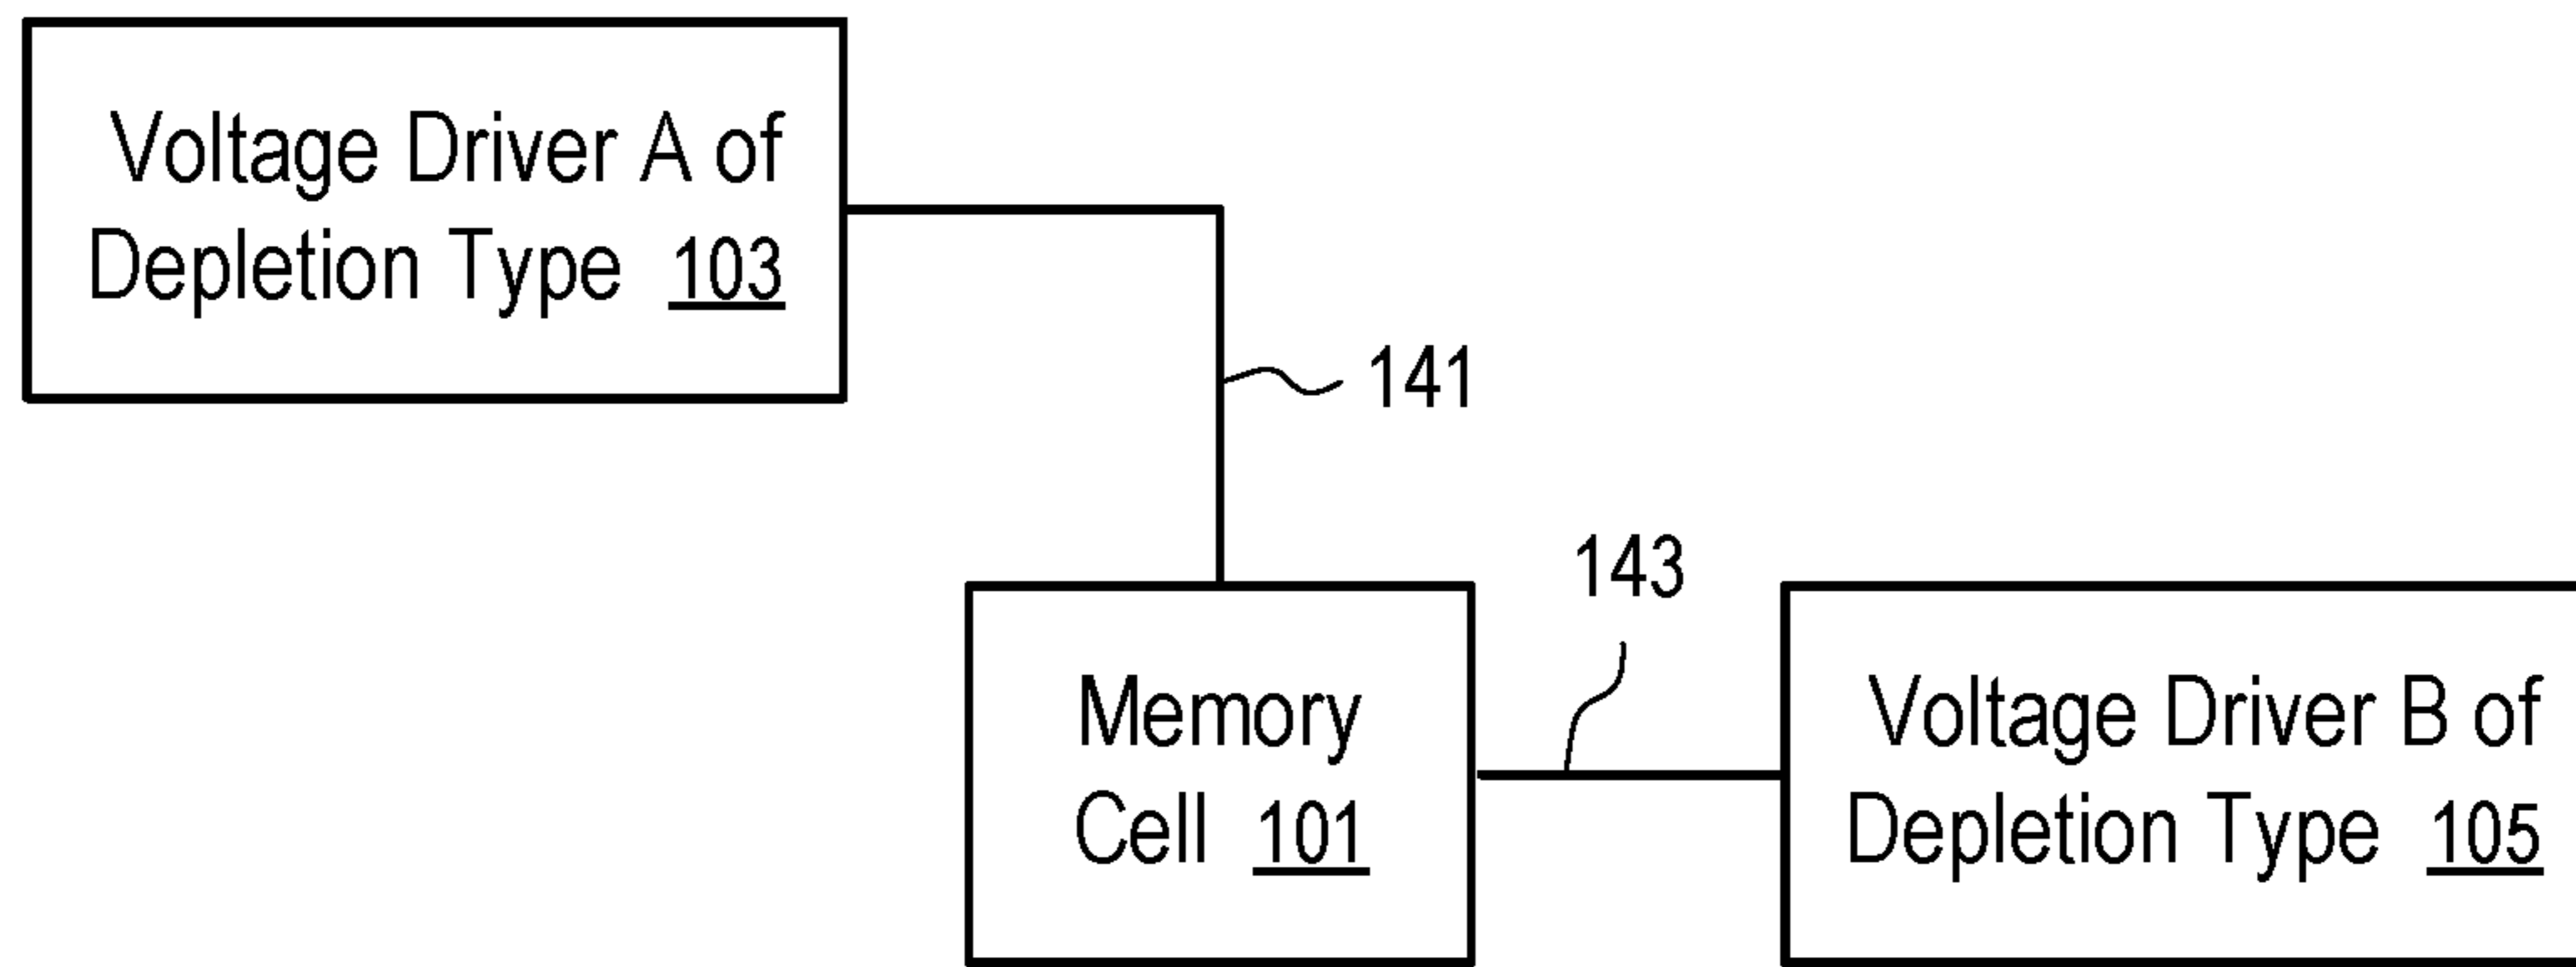 Voltage Driver A of
Depletion Type 103
141
143
Memory
Cell 101
Voltage Driver B of
Depletion Type 105